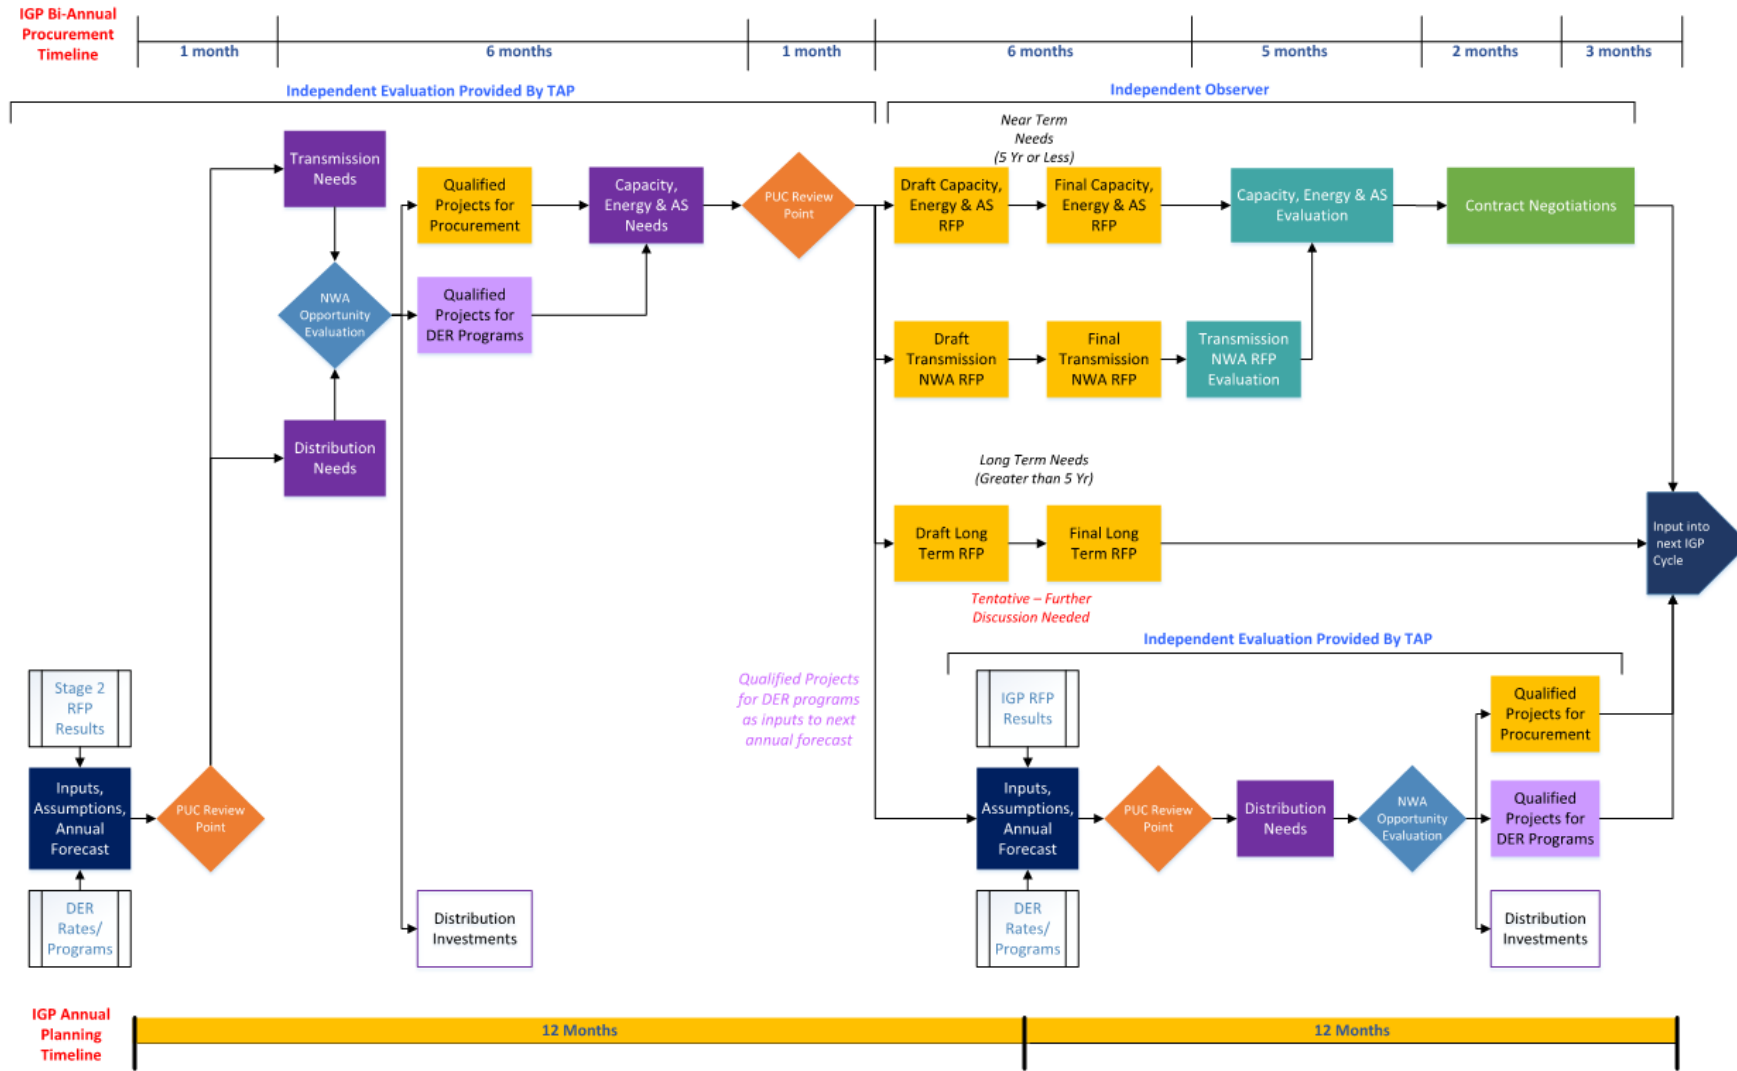 IGP Bi-Annual
Procurement
Timeline
1 month
6 months
1 month
6 months
5 months
2 months
3 months
Independent Evaluation Provided By TAP
Independent Observer
Near Term
Needs
(5 Yr or Less)
Transmission
Needs
Qualified
Projects for
Procurement
Capacity,
Energy & AS
Needs
PUC Review
Point
Draft Capacity,
Energy & AS
RFP
Final Capacity,
Energy & AS
RFP
Capacity, Energy & AS
Evaluation
Contract Negotiations
NWA
Opportunity
Evaluation
Qualified
Projects for
DER Programs
Draft
Transmission
NWA RFP
Final
Transmission
NWA RFP
Transmission
NWA RFP
Evaluation
Distribution
Needs
Long Term Needs
(Greater than 5 Yr)
Draft Long
Term RFP
Final Long
Term RFP
Input into
next IGP
Cycle
Tentative – Further
Discussion Needed
Independent Evaluation Provided By TAP
Qualified Projects
for DER programs
as inputs to next
annual forecast
Stage 2
RFP
Results
IGP RFP
Results
Qualified
Projects for
Procurement
Inputs,
Assumptions,
Annual
Forecast
PUC Review
Point
Inputs,
Assumptions,
Annual
Forecast
PUC Review
Point
Distribution
Needs
NWA
Opportunity
Evaluation
Qualified
Projects for
DER Programs
DER
Rates/
Programs
Distribution
Investments
DER
Rates/
Programs
Distribution
Investments
IGP Annual
Planning
Timeline
12 Months
12 Months